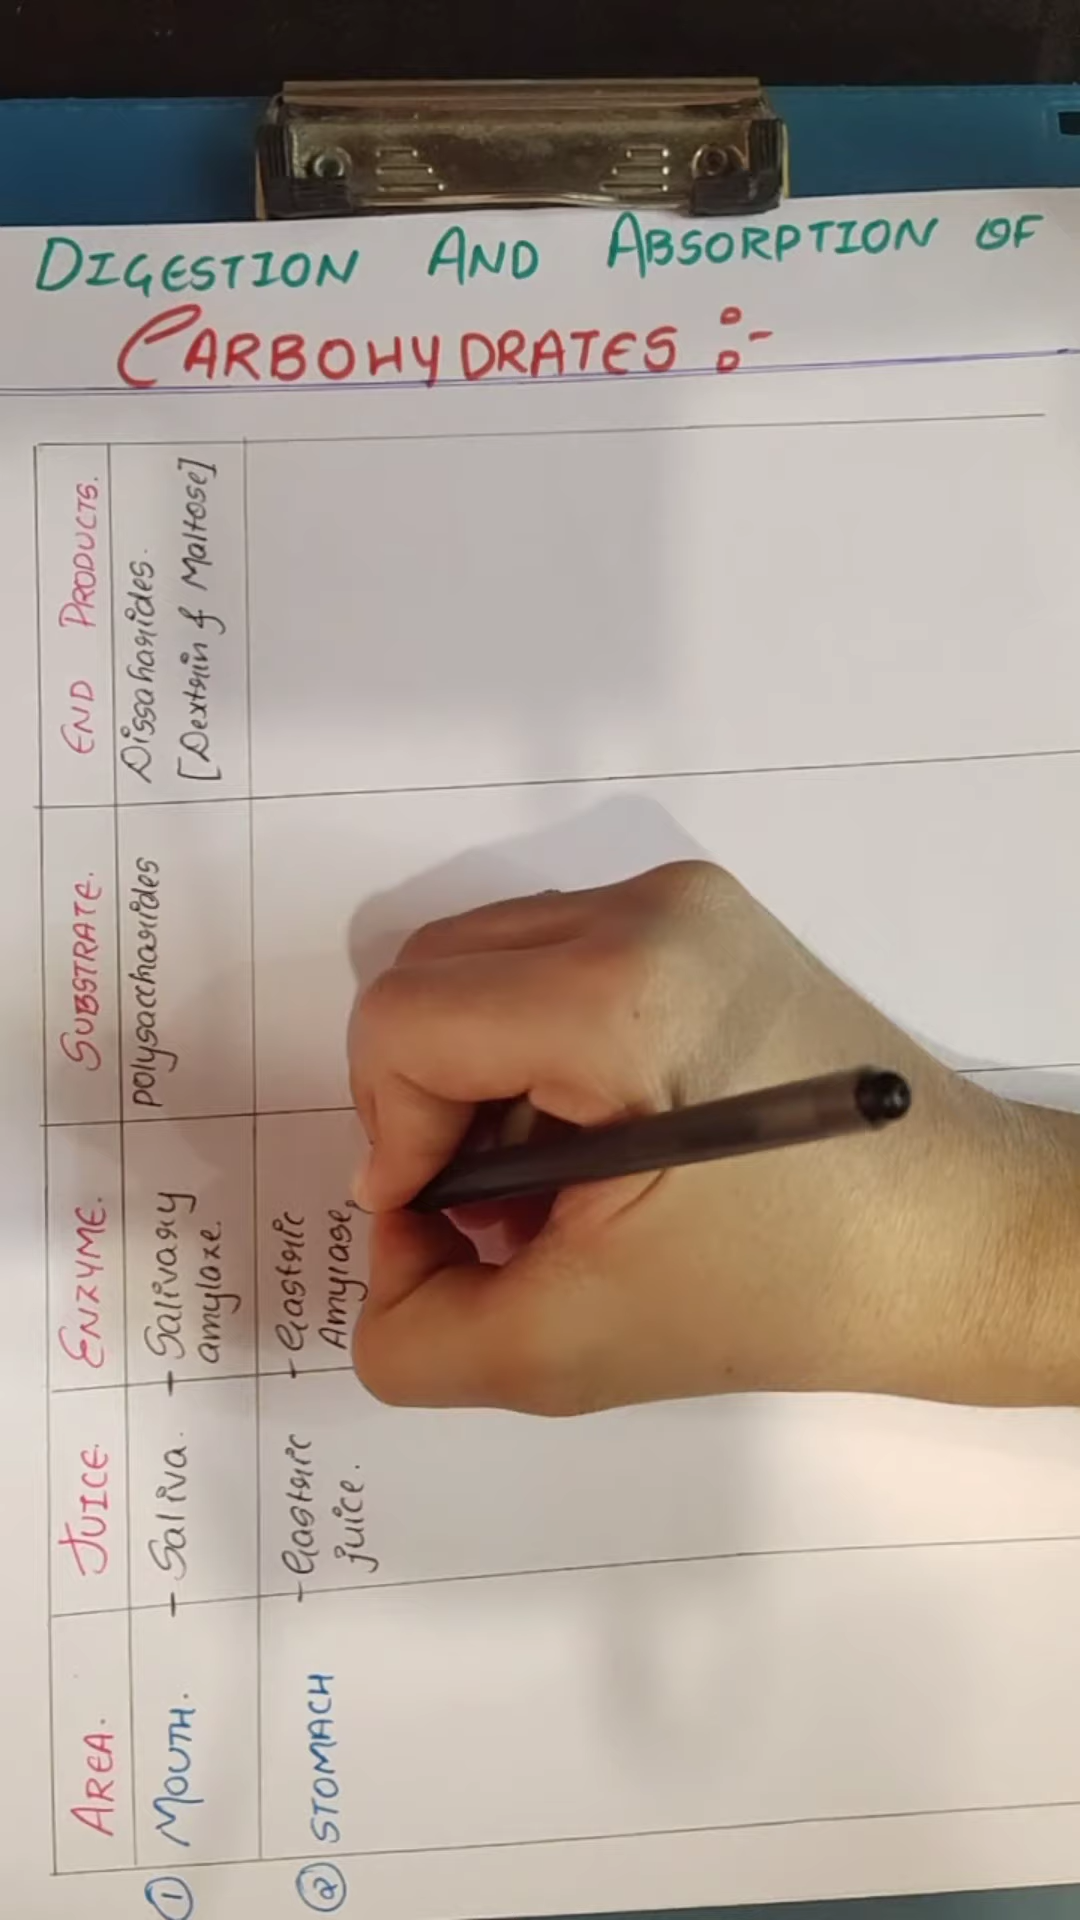 DIGESTION AND ABSORPTION OF
CARBOHYDRATES :-
AREA.
JUICE.
ENZYME.
SUBSTRATE.
END PRODUCTS.
① MOUTH.
- Saliva.
- Salivary
amylaxe.
Polysaccharides
Dissaharides.
[Dextrin & Maltose]
② STOMACH
- Gastric
juice.
- Gastric
Amylase,